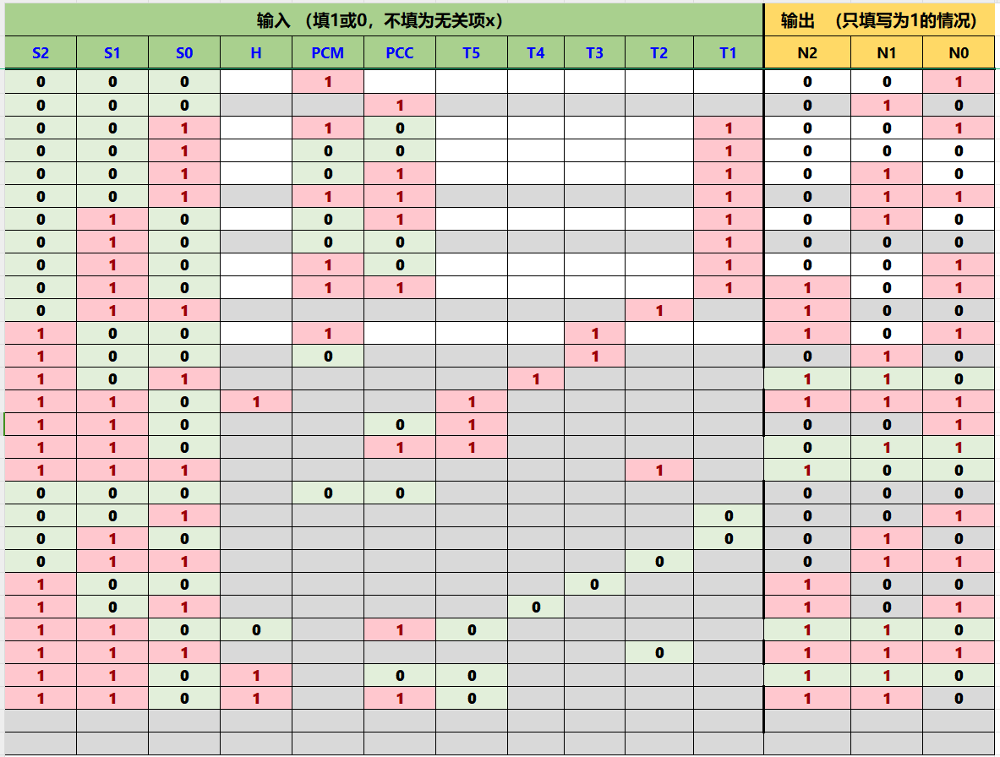 输入 （填1或0，不填为无关项x） 输出 （只填写为1的情况）
S2 S1 S0 H PCM PCC T5 T4 T3 T2 T1 N2 N1 N0
0 0 0 1 0 0 1
0 0 0 1 0 1 0
0 0 1 1 0 1 0 0 1
0 0 1 0 0 1 0 0 0
0 0 1 0 1 1 0 1 0
0 0 1 1 1 1 0 1 1
0 1 0 0 1 1 0 1 0
0 1 0 0 0 1 0 0 0
0 1 0 1 0 1 0 0 1
0 1 0 1 1 1 1 0 1
0 1 1 1 1 0 0
1 0 0 1 1 1 0 1
1 0 0 0 1 0 1 0
1 0 1 1 1 1 0
1 1 0 1 1 1 1 1
1 1 0 0 1 0 0 1
1 1 0 1 1 0 1 1
1 1 1 1 1 0 0
0 0 0 0 0 0 0 0
0 0 1 0 0 0 1
0 1 0 0 0 1 0
0 1 1 0 0 1 1
1 0 0 0 1 0 0
1 0 1 0 1 0 1
1 1 0 0 1 0 1 1 0
1 1 1 0 1 1 1
1 1 0 1 0 0 1 1 0
1 1 0 1 1 0 1 1 0